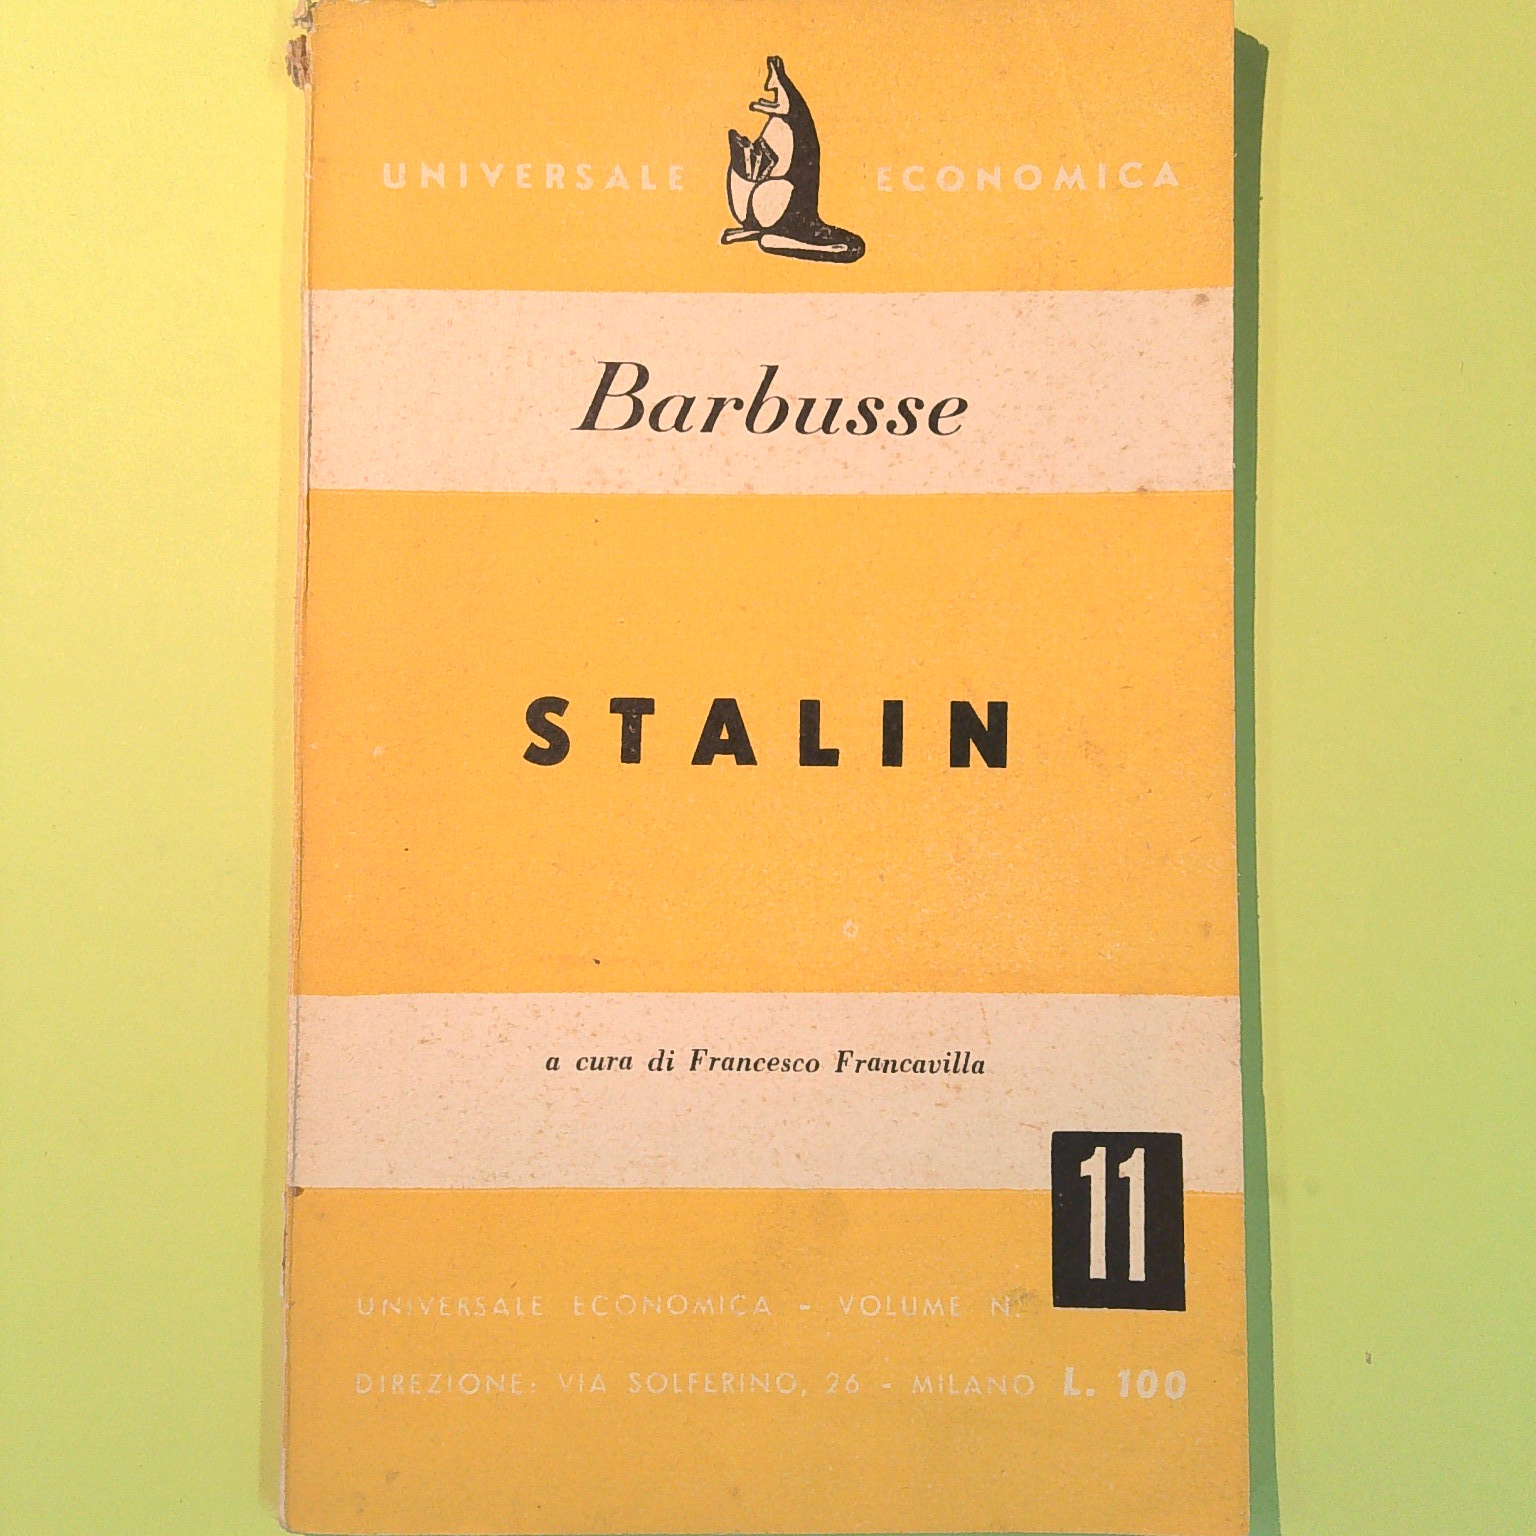 UNIVERSALE ECONOMICA
Barbusse
STALIN
a cura di Francesco Francavilla
11
UNIVERSALE ECONOMICA - VOLUME N.
DIREZIONE: VIA SOLFERINO, 26 - MILANO L. 100